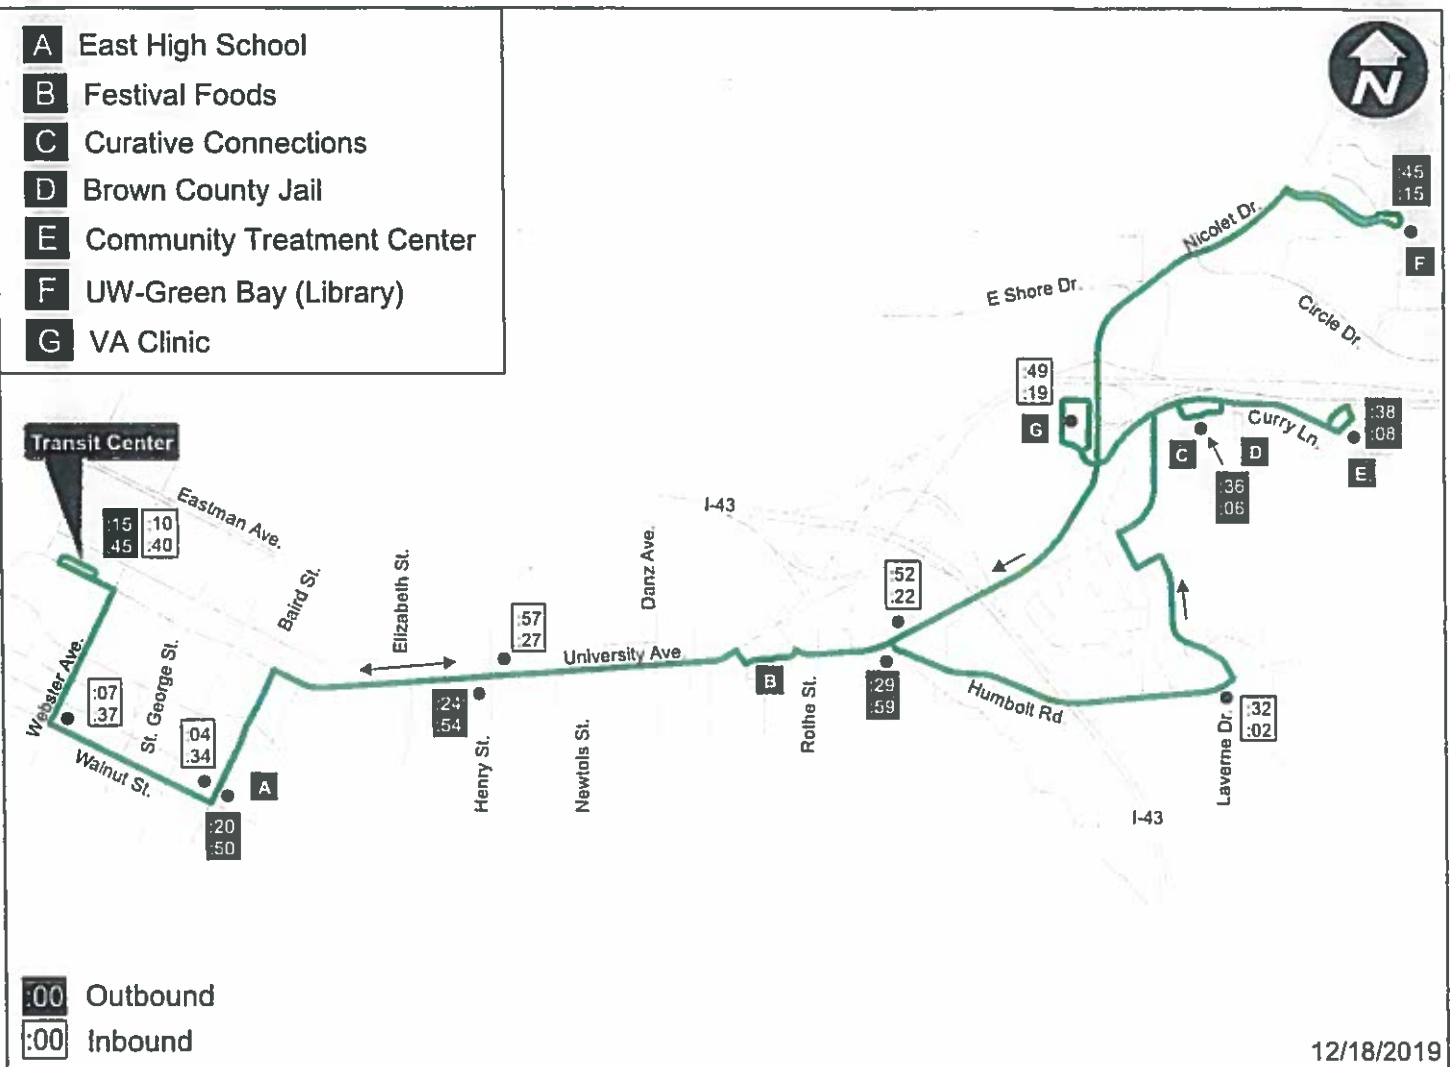 A East High School
B Festival Foods
C Curative Connections
D Brown County Jail
E Community Treatment Center
F UW-Green Bay (Library)
G VA Clinic
N
:45
:15
F
Nicolet Dr.
E Shore Dr.
Circle Dr.
:49
:19
G
C
D
Curry Ln.
:38
:08
E
:36
:06
Transit Center
:15
:45
:10
:40
Eastman Ave.
I-43
Baird St.
Elizabeth St.
Danz Ave.
:52
:22
:57
:27
University Ave
Webster Ave.
St. George St.
:07
:37
:04
:34
Walnut St.
A
:20
:50
:24
:54
Henry St.
Newtols St.
B
Rothe St.
:29
:59
Humbolt Rd
Laverne Dr.
:32
:02
I-43
:00 Outbound
:00 Inbound
12/18/2019